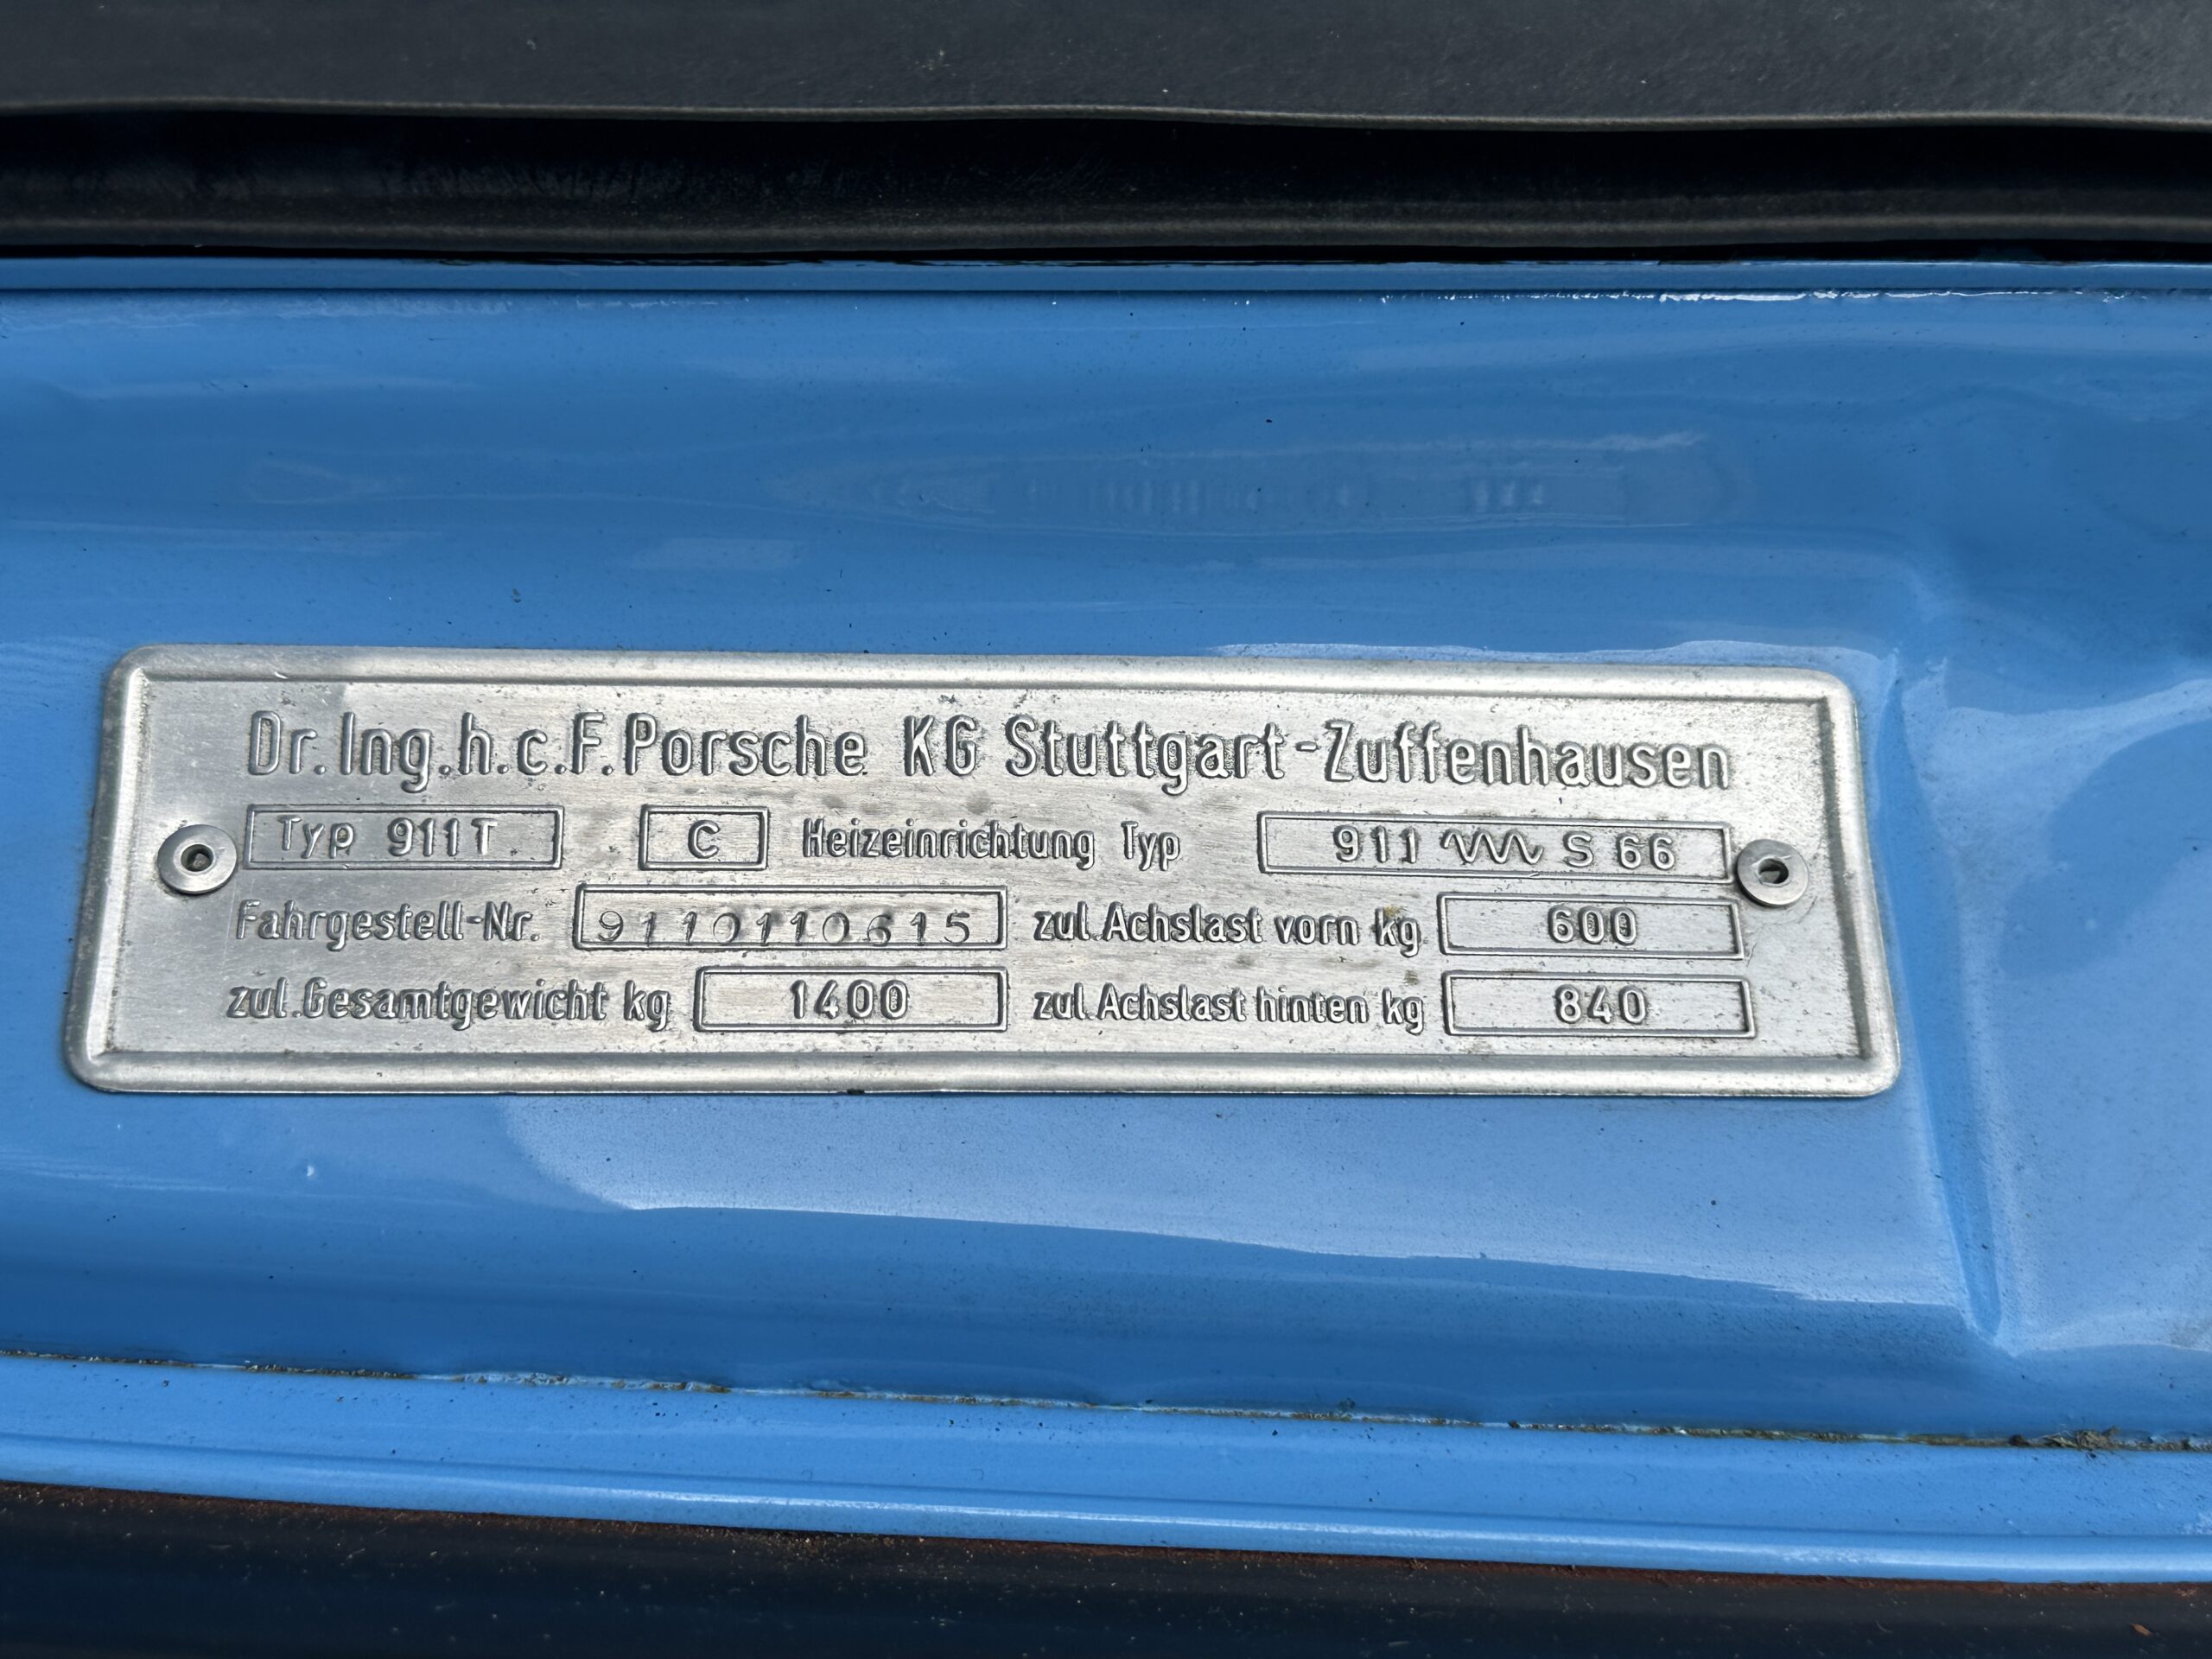 Dr.Ing.h.c.F.Porsche KG Stuttgart-Zuffenhausen
Typ 911T C Heizeinrichtung Typ 911 S 66
Fahrgestell-Nr. 9110110615 zul.Achslast vorn kg 600
zul.Gesamtgewicht kg 1400 zul.Achslast hinten kg 840